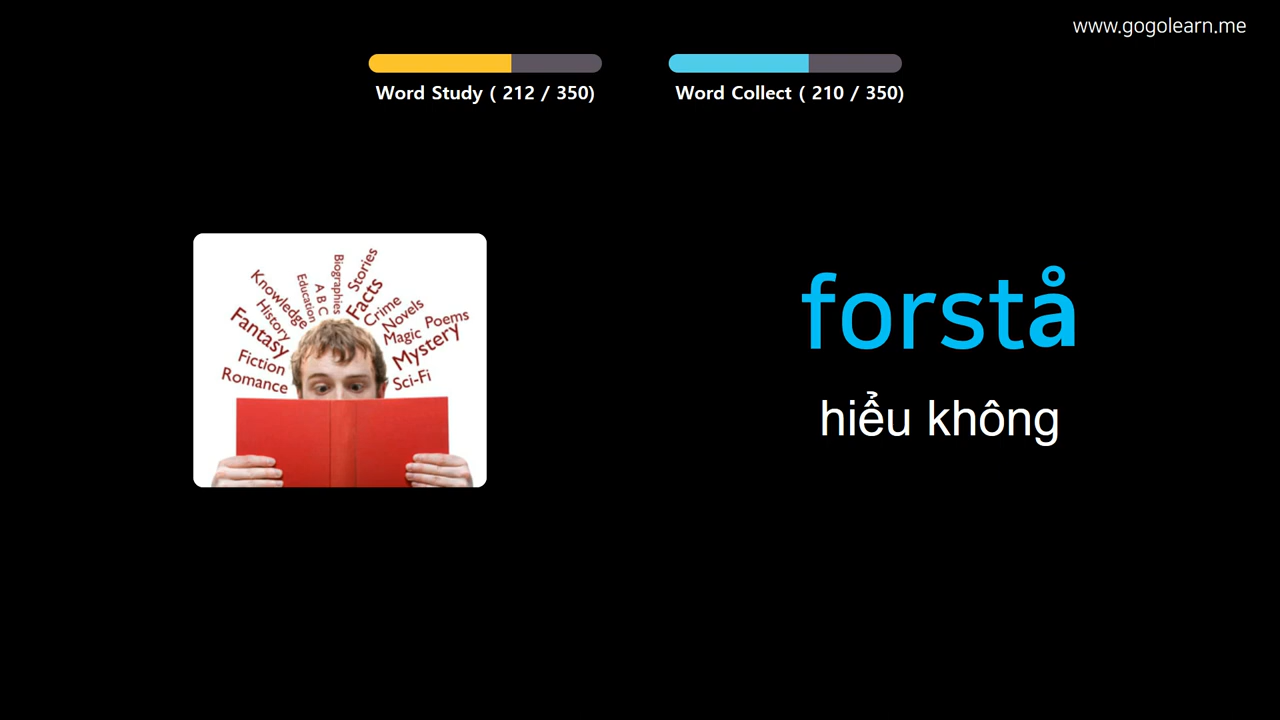 www.gogolearn.me
Word Study ( 212 / 350)
Word Collect ( 210 / 350)
Knowledge
History
Fantasy
Fiction
Romance
Education
A B C
Biographies
Stories
Facts
Crime
Novels
Magic
Poems
Mystery
Sci-Fi
forstå
hiểu không